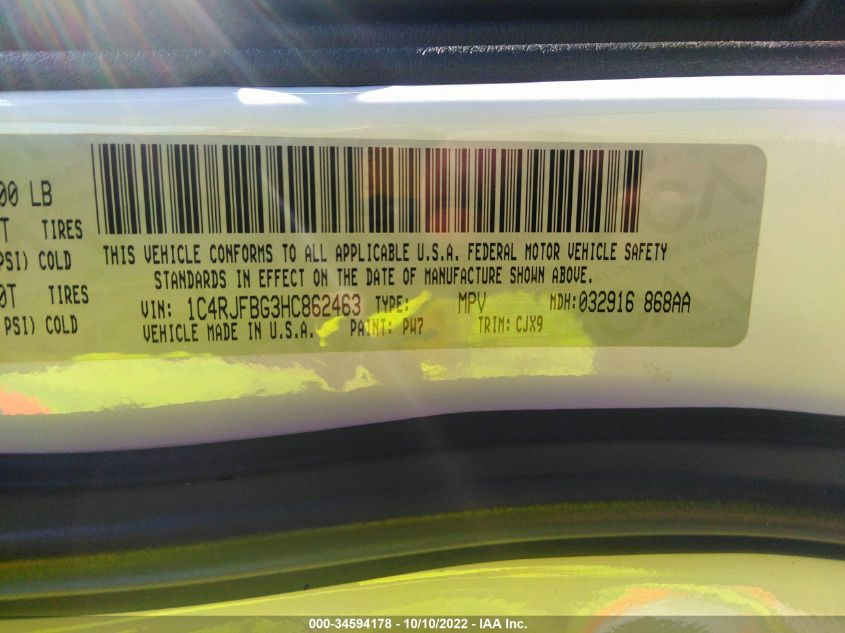 00 LB
T TIRES
PSI) COLD
0T TIRES
PSI) COLD
THIS VEHICLE CONFORMS TO ALL APPLICABLE U.S.A. FEDERAL MOTOR VEHICLE SAFETY
STANDARDS IN EFFECT ON THE DATE OF MANUFACTURE SHOWN ABOVE.
VIN: 1C4RJFBG3HC862463 TYPE: MPV MDH:032916 868AA
VEHICLE MADE IN U.S.A. PAINT: PW7 TRIM: CJX9
000-34594178 - 10/10/2022 - IAA Inc.